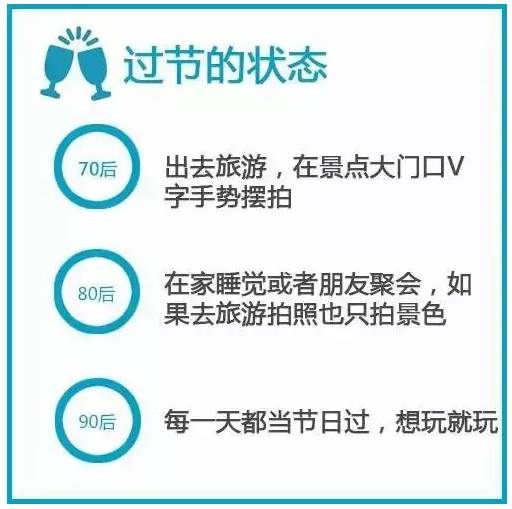 过节的状态
70后
出去旅游，在景点大门口V
字手势摆拍
80后
在家睡觉或者朋友聚会，如
果去旅游拍照也只拍景色
90后
每一天都当节日过，想玩就玩